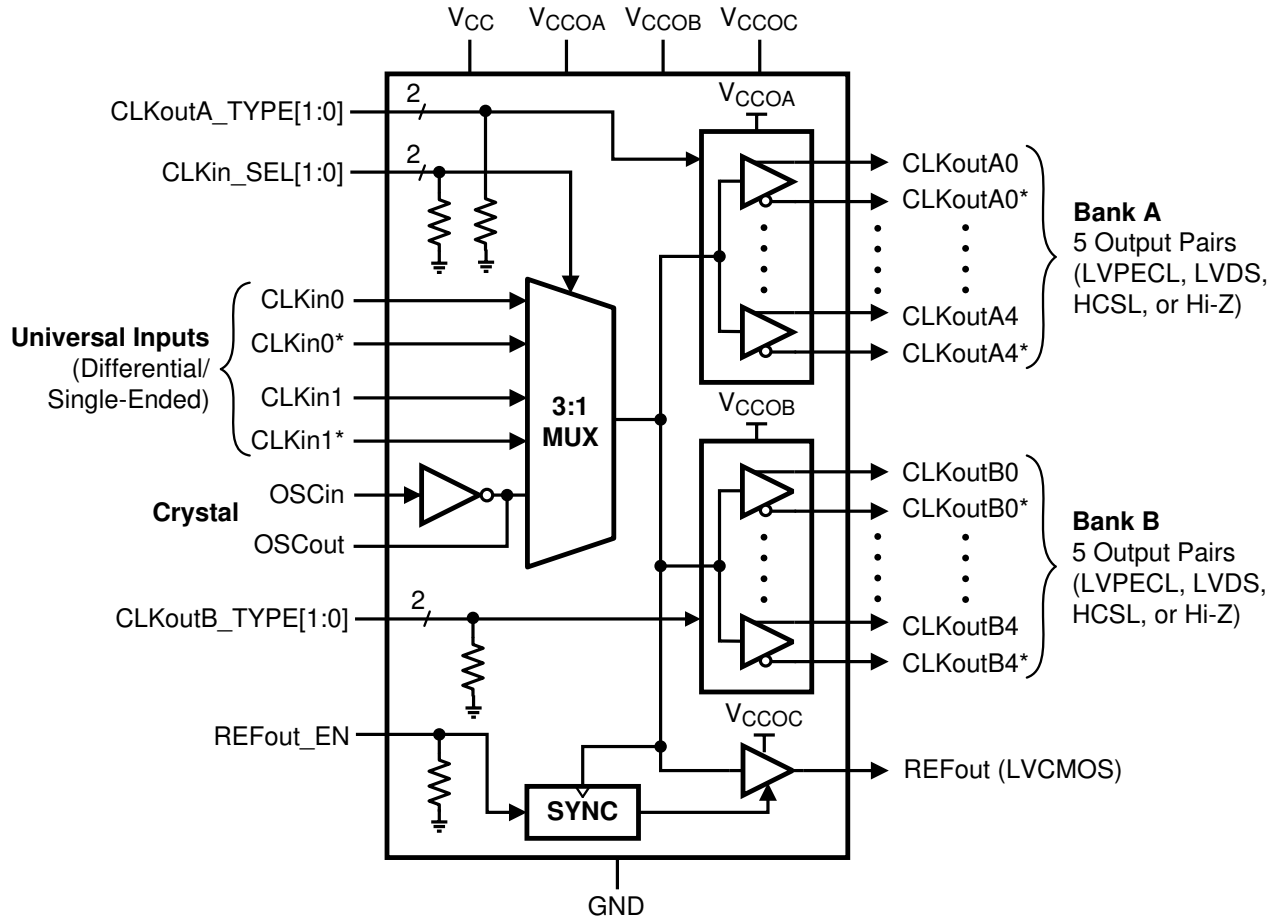 VCC
VCCOA
VCCOB
VCCOC
CLKoutA_TYPE[1:0]
2
VCCOA
CLKin_SEL[1:0]
2
CLKoutA0
CLKoutA0*
Bank A
5 Output Pairs
(LVPECL, LVDS,
HCSL, or Hi-Z)
CLKoutA4
CLKoutA4*
Universal Inputs
(Differential/
Single-Ended)
CLKin0
CLKin0*
CLKin1
CLKin1*
3:1
MUX
Crystal
OSCin
OSCout
VCCOB
CLKoutB0
CLKoutB0*
Bank B
5 Output Pairs
(LVPECL, LVDS,
HCSL, or Hi-Z)
CLKoutB4
CLKoutB4*
CLKoutB_TYPE[1:0]
2
REFout_EN
VCCOC
SYNC
REFout (LVCMOS)
GND